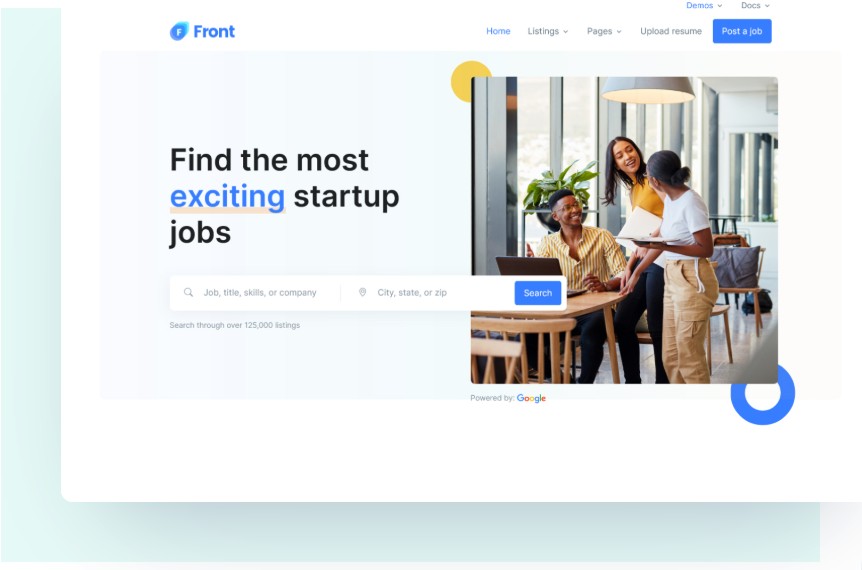 Demos Docs
Front
Home Listings Pages Upload resume Post a job
Find the most
exciting startup
jobs
Job, title, skills, or company City, state, or zip Search
Search through over 125,000 listings
Powered by: Google